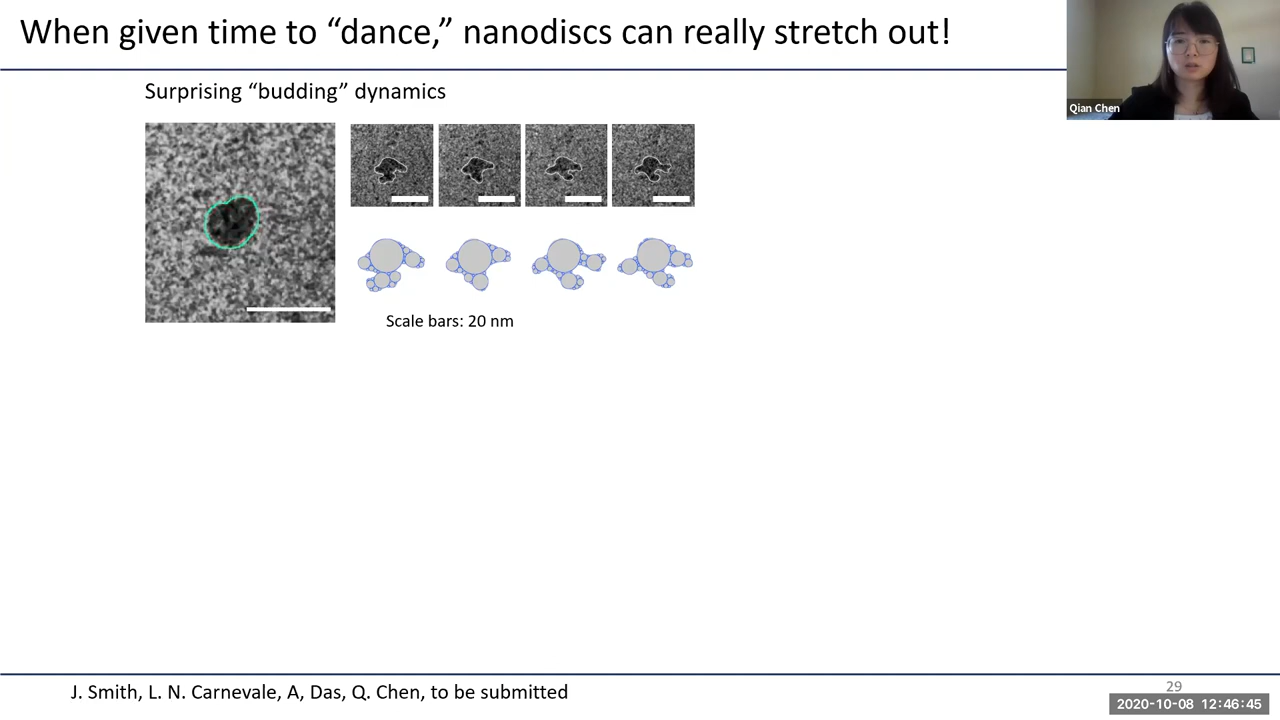 When given time to “dance,” nanodiscs can really stretch out!
Qian Chen
Surprising “budding” dynamics
Scale bars: 20 nm
J. Smith, L. N. Carnevale, A, Das, Q. Chen, to be submitted
29
2020-10-08 12:46:45